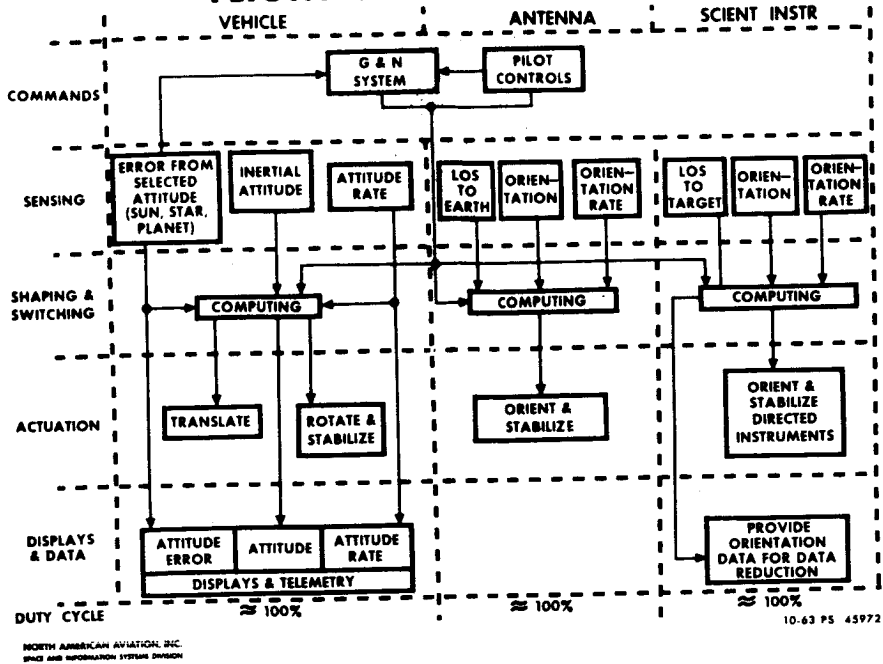 VEHICLE
ANTENNA
SCIENT INSTR
COMMANDS
G & N
SYSTEM
PILOT
CONTROLS
SENSING
ERROR FROM
SELECTED
ATTITUDE
(SUN, STAR,
PLANET)
INERTIAL
ATTITUDE
ATTITUDE
RATE
LOS
TO
EARTH
ORIEN-
TATION
ORIEN-
TATION
RATE
LOS
TO
TARGET
ORIEN-
TATION
ORIEN-
TATION
RATE
SHAPING &
SWITCHING
COMPUTING
COMPUTING
COMPUTING
ACTUATION
TRANSLATE
ROTATE &
STABILIZE
ORIENT &
STABILIZE
ORIENT &
STABILIZE
DIRECTED
INSTRUMENTS
DISPLAYS
& DATA
ATTITUDE
ERROR
ATTITUDE
ATTITUDE
RATE
DISPLAYS & TELEMETRY
PROVIDE
ORIENTATION
DATA FOR DATA
REDUCTION
DUTY CYCLE
≈ 100%
≈ 100%
≈ 100%
10-63 PS 45972
NORTH AMERICAN AVIATION, INC.
SPACE AND INFORMATION SYSTEMS DIVISION